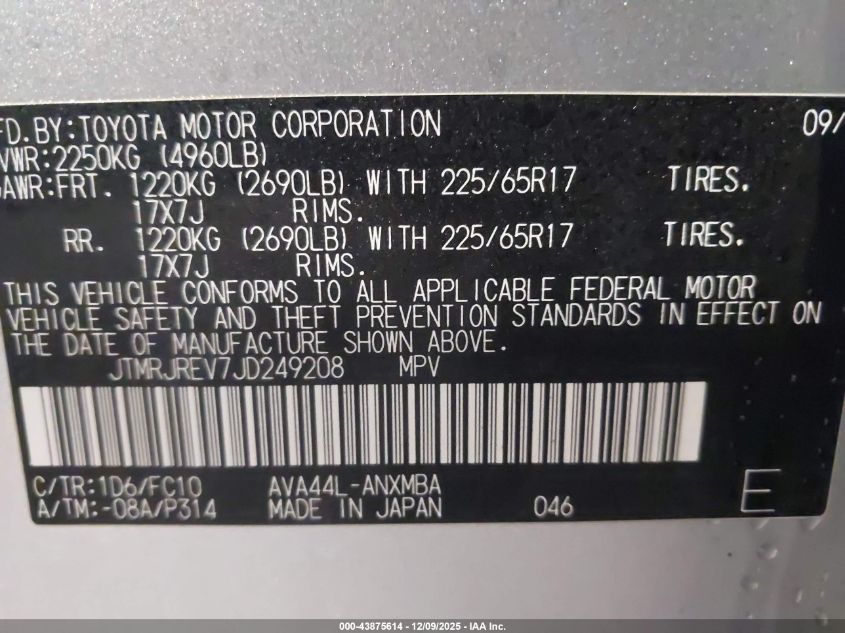 FD. BY:TOYOTA MOTOR CORPORATION 09/
VWR:2250KG (4960LB)
AWR:FRT. 1220KG (2690LB) WITH 225/65R17 TIRES.
17X7J RIMS.
RR. 1220KG (2690LB) WITH 225/65R17 TIRES.
17X7J RIMS.
THIS VEHICLE CONFORMS TO ALL APPLICABLE FEDERAL MOTOR
VEHICLE SAFETY AND THEFT PREVENTION STANDARDS IN EFFECT ON
THE DATE OF MANUFACTURE SHOWN ABOVE.
JTMRJREV7JD249208 MPV
C/TR:1D6/FC10 AVA44L-ANXMBA
A/TM:-08A/P314 MADE IN JAPAN 046 E
000-43875614 - 12/09/2025 - IAA Inc.